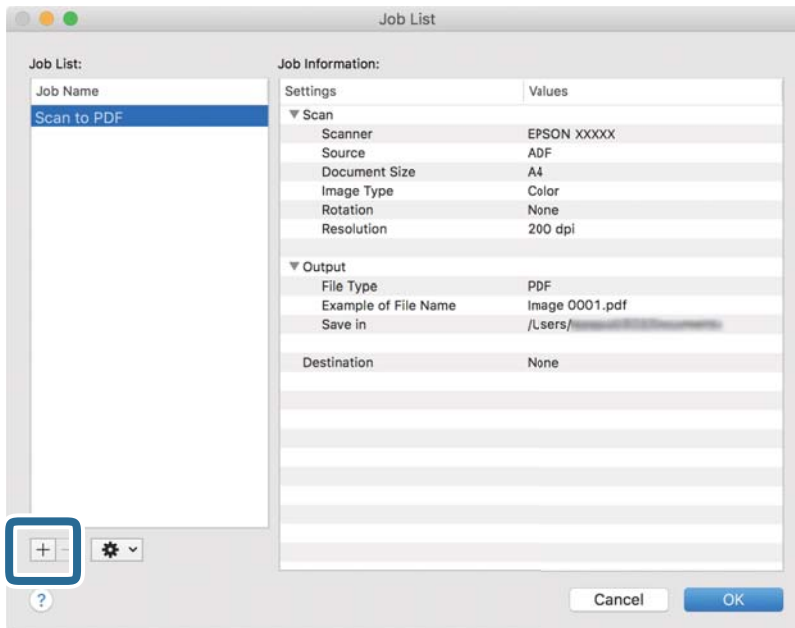 Job List
Job List:
Job Information:
Job Name
Settings Values
Scan to PDF
Scan
Scanner EPSON XXXXX
Source ADF
Document Size A4
Image Type Color
Rotation None
Resolution 200 dpi
Output
File Type PDF
Example of File Name Image 0001.pdf
Save in /Users/
Destination None
+ -
?
Cancel OK